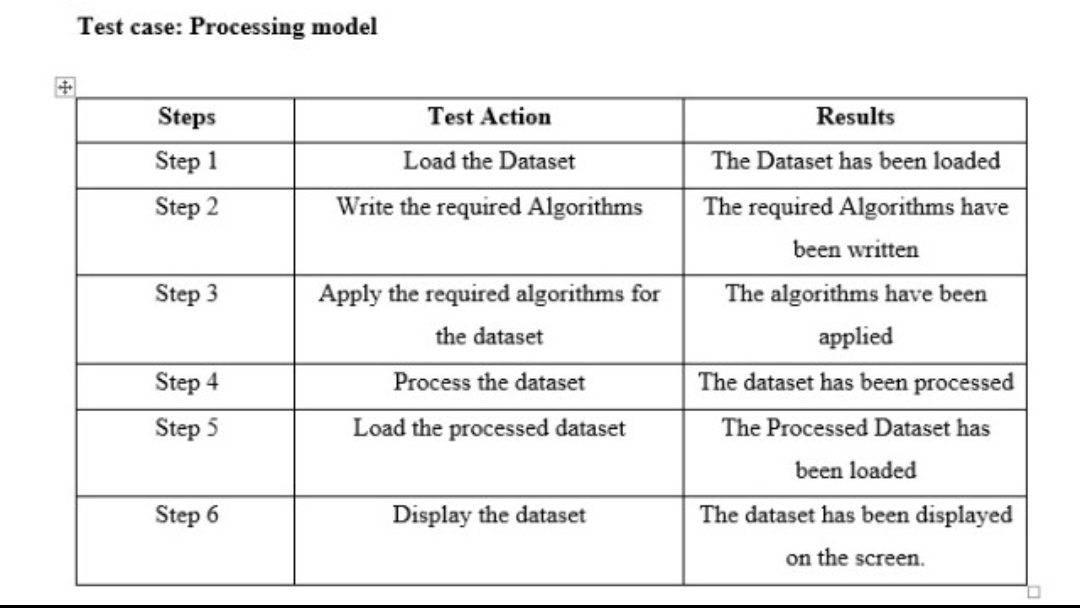 Test case: Processing model
Steps Test Action Results
Step 1 Load the Dataset The Dataset has been loaded
Step 2 Write the required Algorithms The required Algorithms have
been written
Step 3 Apply the required algorithms for The algorithms have been
the dataset applied
Step 4 Process the dataset The dataset has been processed
Step 5 Load the processed dataset The Processed Dataset has
been loaded
Step 6 Display the dataset The dataset has been displayed
on the screen.